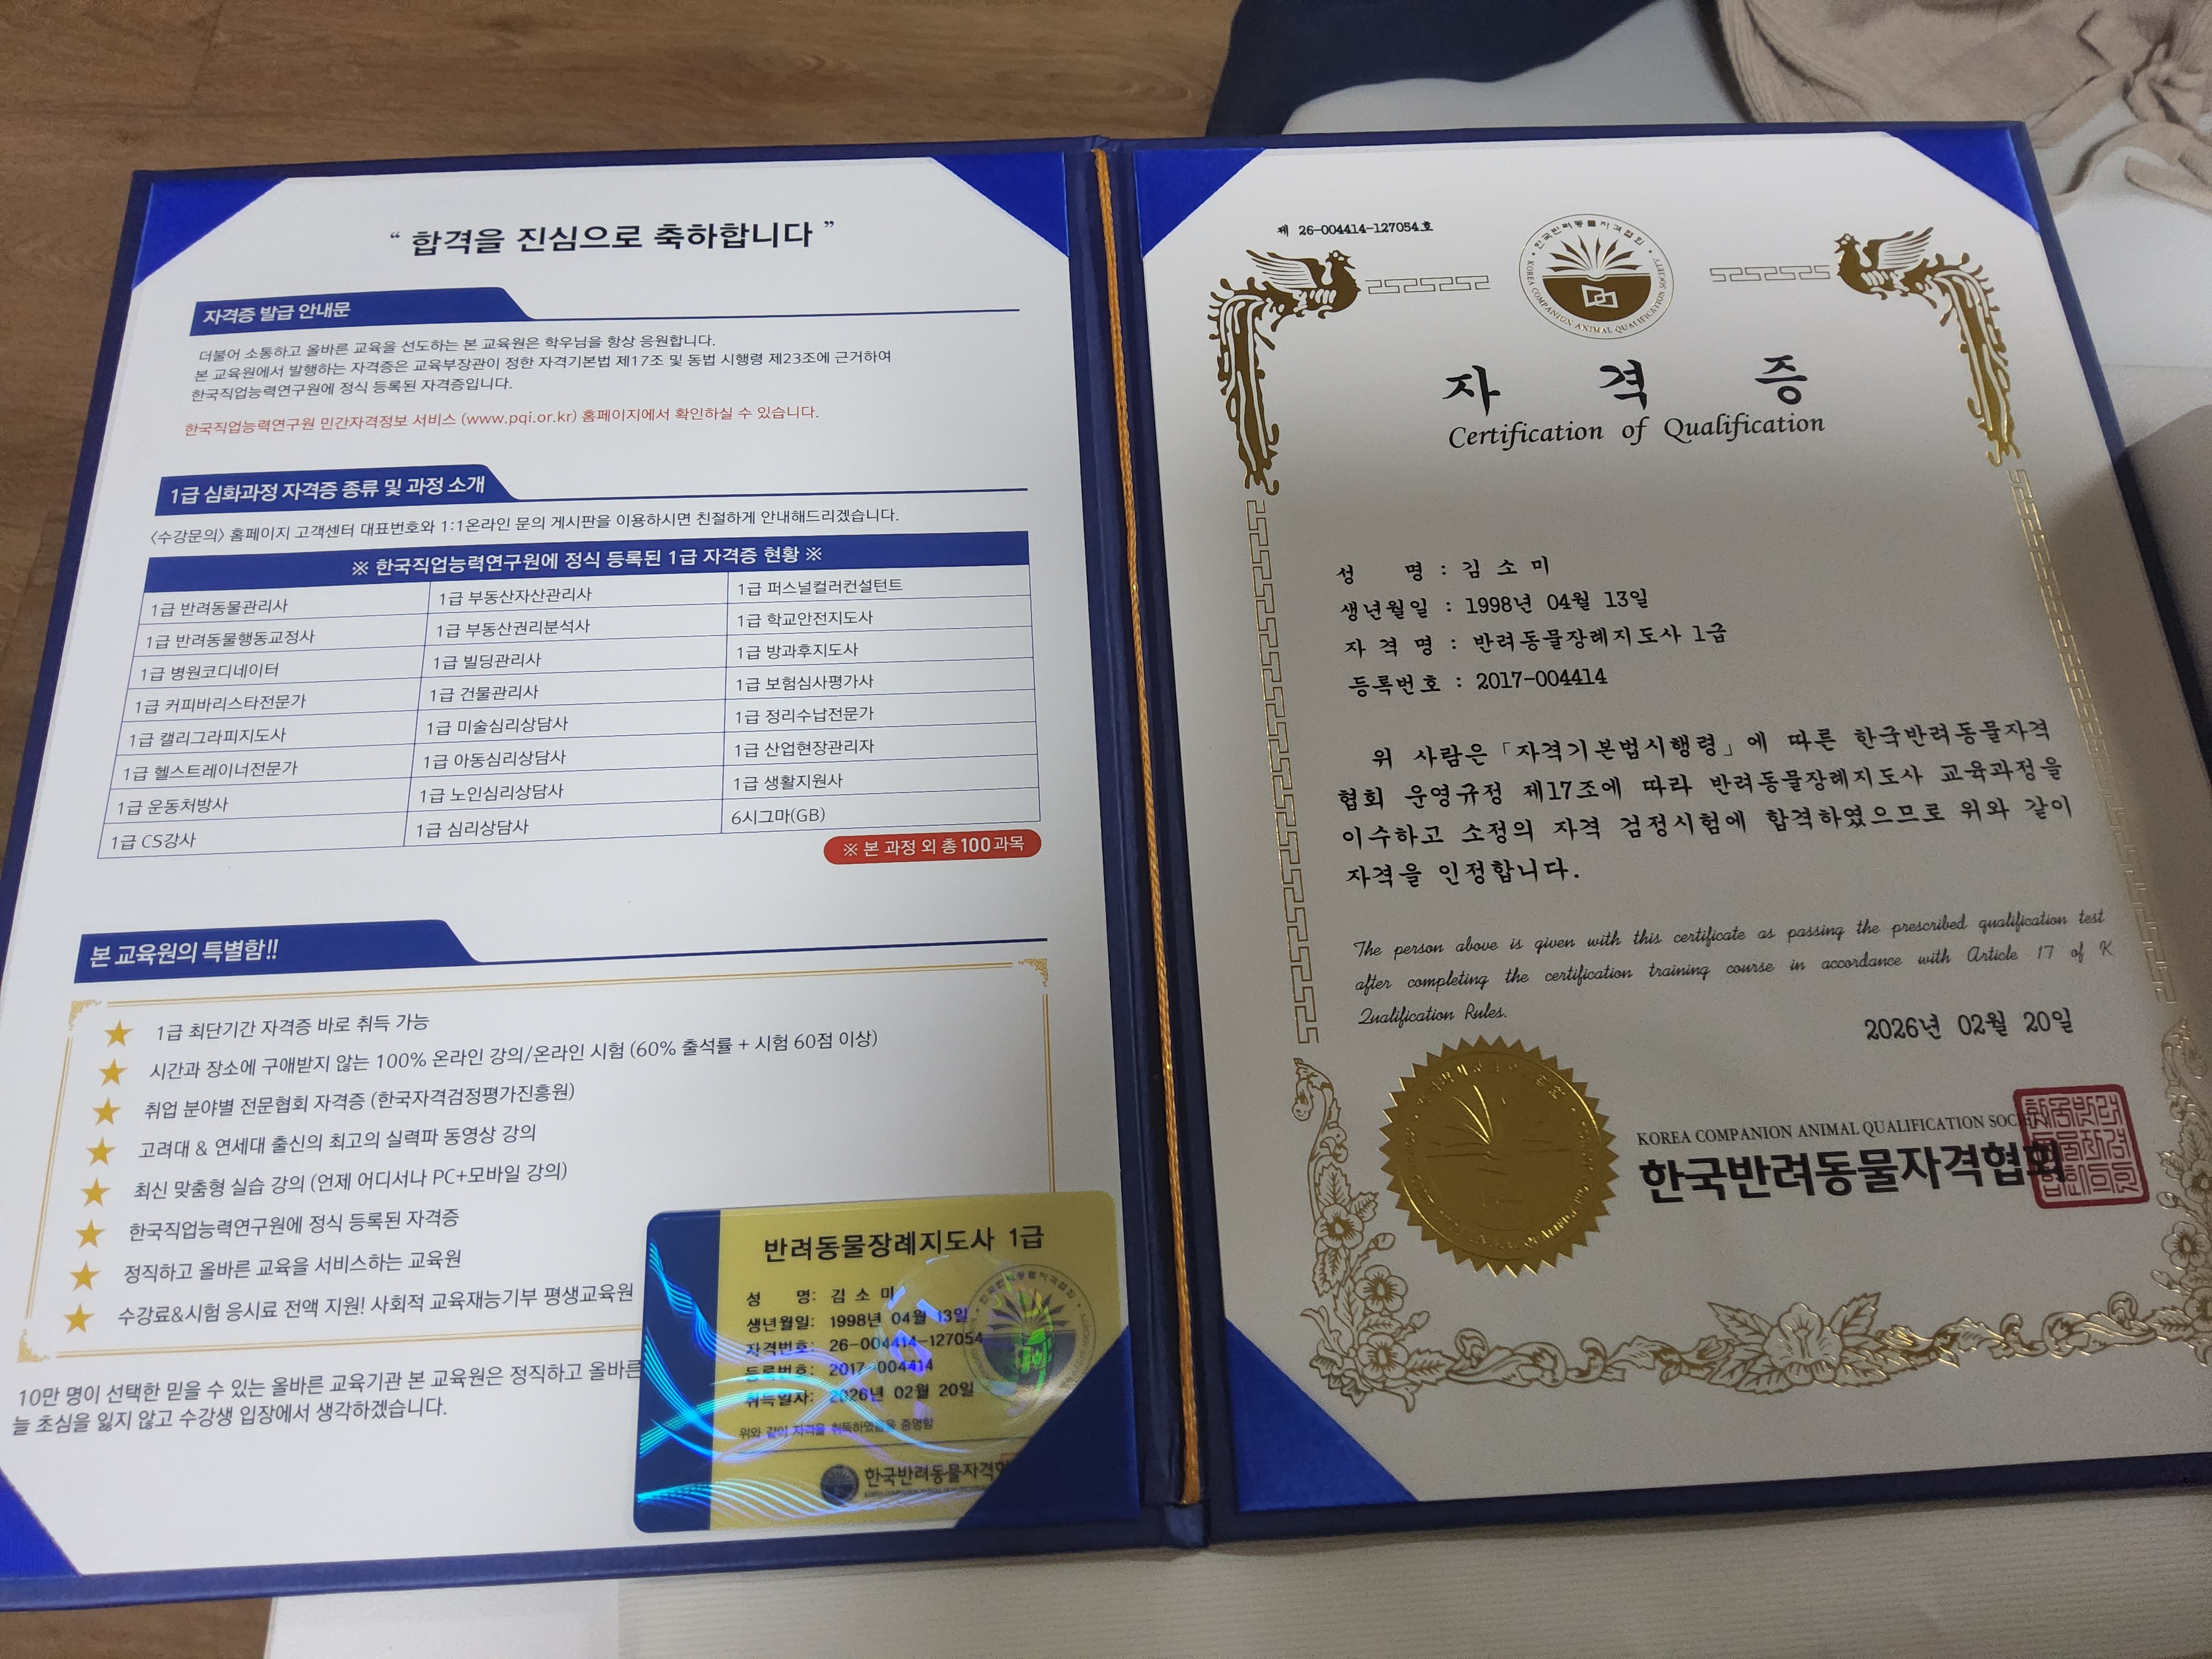 “ 합격을 진심으로 축하합니다 ”
자격증 발급 안내문
더불어 소통하고 올바른 교육을 선도하는 본 교육원은 학우님을 항상 응원합니다.
본 교육원에서 발행하는 자격증은 교육부장관이 정한 자격기본법 제17조 및 동법 시행령 제23조에 근거하여
한국직업능력연구원에 정식 등록된 자격증입니다.
한국직업능력연구원 민간자격정보 서비스 (www.pqi.or.kr) 홈페이지에서 확인하실 수 있습니다.
1급 심화과정 자격증 종류 및 과정 소개
<수강문의> 홈페이지 고객센터 대표번호와 1:1온라인 문의 게시판을 이용하시면 친절하게 안내해드리겠습니다.
※ 한국직업능력연구원에 정식 등록된 1급 자격증 현황 ※
1급 반려동물관리사 1급 부동산자산관리사 1급 퍼스널컬러컨설턴트
1급 반려동물행동교정사 1급 부동산권리분석사 1급 학교안전지도사
1급 병원코디네이터 1급 빌딩관리사 1급 방과후지도사
1급 커피바리스타전문가 1급 건물관리사 1급 보험심사평가사
1급 캘리그라피지도사 1급 미술심리상담사 1급 정리수납전문가
1급 헬스트레이너전문가 1급 아동심리상담사 1급 산업현장관리자
1급 운동처방사 1급 노인심리상담사 1급 생활지원사
1급 CS강사 1급 심리상담사 6시그마(GB)
※ 본 과정 외 총 100과목
본 교육원의 특별함!!
1급 최단기간 자격증 바로 취득 가능
시간과 장소에 구애받지 않는 100% 온라인 강의/온라인 시험 (60% 출석률 + 시험 60점 이상)
취업 분야별 전문협회 자격증 (한국자격검정평가진흥원)
고려대 & 연세대 출신의 최고의 실력파 동영상 강의
최신 맞춤형 실습 강의 (언제 어디서나 PC+모바일 강의)
한국직업능력연구원에 정식 등록된 자격증
정직하고 올바른 교육을 서비스하는 교육원
수강료&시험 응시료 전액 지원! 사회적 교육재능기부 평생교육원
10만 명이 선택한 믿을 수 있는 올바른 교육기관 본 교육원은 정직하고 올바른
늘 초심을 잃지 않고 수강생 입장에서 생각하겠습니다.
반려동물장례지도사 1급
성 명: 김 소 미
생년월일: 1998년 04월 13일
자격번호: 26-004414-127054
등록번호: 2017-004414
취득일자: 2026년 02월 20일
위와 같이 자격을 취득하였음을 증명함
한국반려동물자격
제 26-004414-127054호
한국반려동물자격협회
KOREA COMPANION ANIMAL QUALIFICATION SOCIETY
자 격 증
Certification of Qualification
성 명 : 김 소 미
생년월일 : 1998년 04월 13일
자 격 명 : 반려동물장례지도사 1급
등록번호 : 2017-004414
위 사람은「자격기본법시행령」에 따른 한국반려동물자격
협회 운영규정 제17조에 따라 반려동물장례지도사 교육과정을
이수하고 소정의 자격 검정시험에 합격하였으므로 위와 같이
자격을 인정합니다.
The person above is given with this certificate as passing the prescribed qualification test
after completing the certification training course in accordance with Article 17 of K
Qualification Rules.
2026년 02월 20일
KOREA COMPANION ANIMAL QUALIFICATION SOCIETY
한국반려동물자격협회